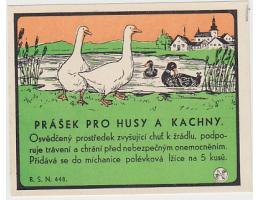 PRÁŠEK PRO HUSY A KACHNY.
Osvědčený prostředek zvyšující chuť k žrádlu, podpo-
ruje trávení a chrání před nebezpečným onemocněním.
Přidává se do míchanice polévková lžíce na 5 kusů.
R. S. N. 448.